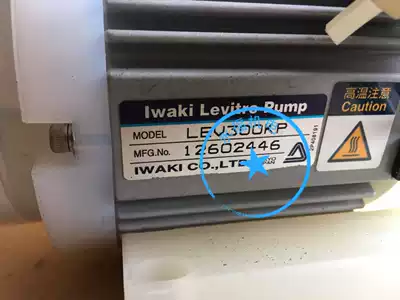 Iwaki Levitro Pump
MODEL LEV300KP
MFG.No. 12602446
IWAKI CO.,LTD.
高温注意
Caution